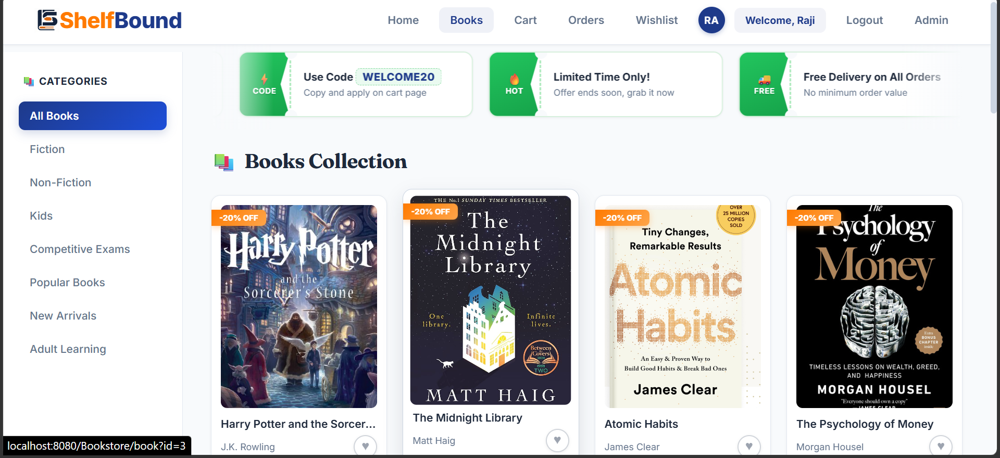 ShelfBound
Home
Books
Cart
Orders
Wishlist
RA
Welcome, Raji
Logout
Admin
CATEGORIES
All Books
Fiction
Non-Fiction
Kids
Competitive Exams
Popular Books
New Arrivals
Adult Learning
CODE
Use Code WELCOME20
Copy and apply on cart page
HOT
Limited Time Only!
Offer ends soon, grab it now
FREE
Free Delivery on All Orders
No minimum order value
Books Collection
-20% OFF
Harry Potter
and the
Sorcerer's Stone
Harry Potter and the Sorcer...
J.K. Rowling
THE No.1 SUNDAY TIMES BESTSELLER
-20% OFF
The
Midnight
Library
One
library.
Infinite
lives.
Between
the Covers
2020
BBC
TWO
MATT HAIG
The Midnight Library
Matt Haig
-20% OFF
OVER
25 MILLION
COPIES
SOLD
Tiny Changes,
Remarkable Results
Atomic
Habits
An Easy & Proven Way to
Build Good Habits & Break Bad Ones
James Clear
Atomic Habits
James Clear
-20% OFF
The
Psychology
of
Money
Extra
BONUS
CHAPTER
inside
TIMELESS LESSONS ON WEALTH, GREED,
AND HAPPINESS
MORGAN HOUSEL
"Everyone should own a copy"
JAMES CLEAR
The Psychology of Money
Morgan Housel
localhost:8080/Bookstore/book?id=3